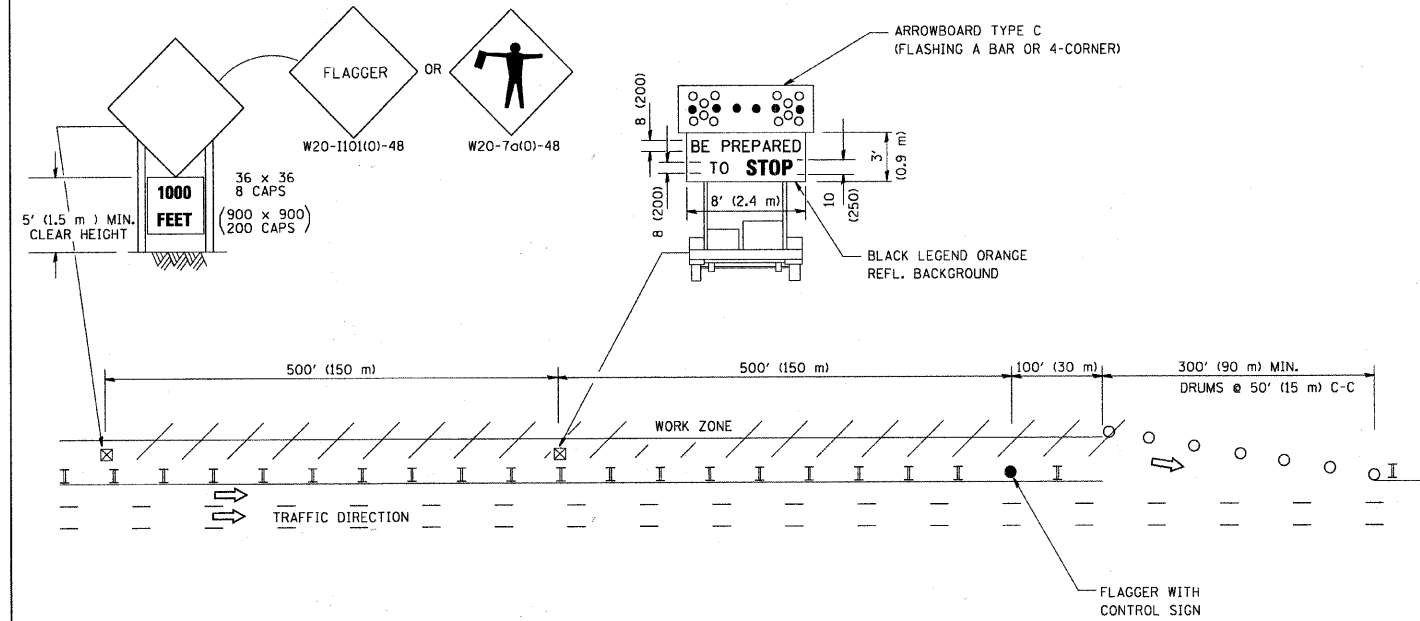 ARROWBOARD TYPE C
(FLASHING A BAR OR 4-CORNER)
FLAGGER
OR
W20-I101(O)-48
W20-7a(O)-48
8 (200)
BE PREPARED
TO STOP
3'
(0.9 m)
8 (200)
8' (2.4 m)
10
(250)
1000
FEET
36 x 36
8 CAPS
(900 x 900)
200 CAPS
5' (1.5 m ) MIN.
CLEAR HEIGHT
BLACK LEGEND ORANGE
REFL. BACKGROUND
500' (150 m)
500' (150 m)
100' (30 m)
300' (90 m) MIN.
DRUMS @ 50' (15 m) C-C
WORK ZONE
TRAFFIC DIRECTION
FLAGGER WITH
CONTROL SIGN